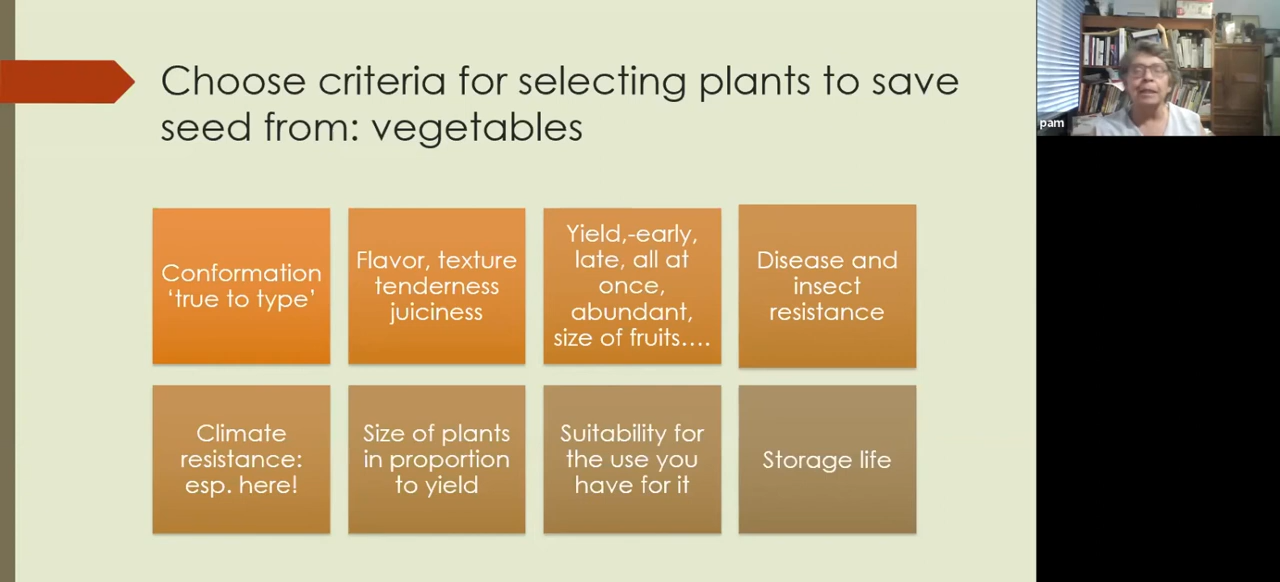 Choose criteria for selecting plants to save
seed from: vegetables
Conformation
‘true to type’
Flavor, texture
tenderness
juiciness
Yield,-early,
late, all at
once,
abundant,
size of fruits....
Disease and
insect
resistance
Climate
resistance:
esp. here!
Size of plants
in proportion
to yield
Suitability for
the use you
have for it
Storage life
pam